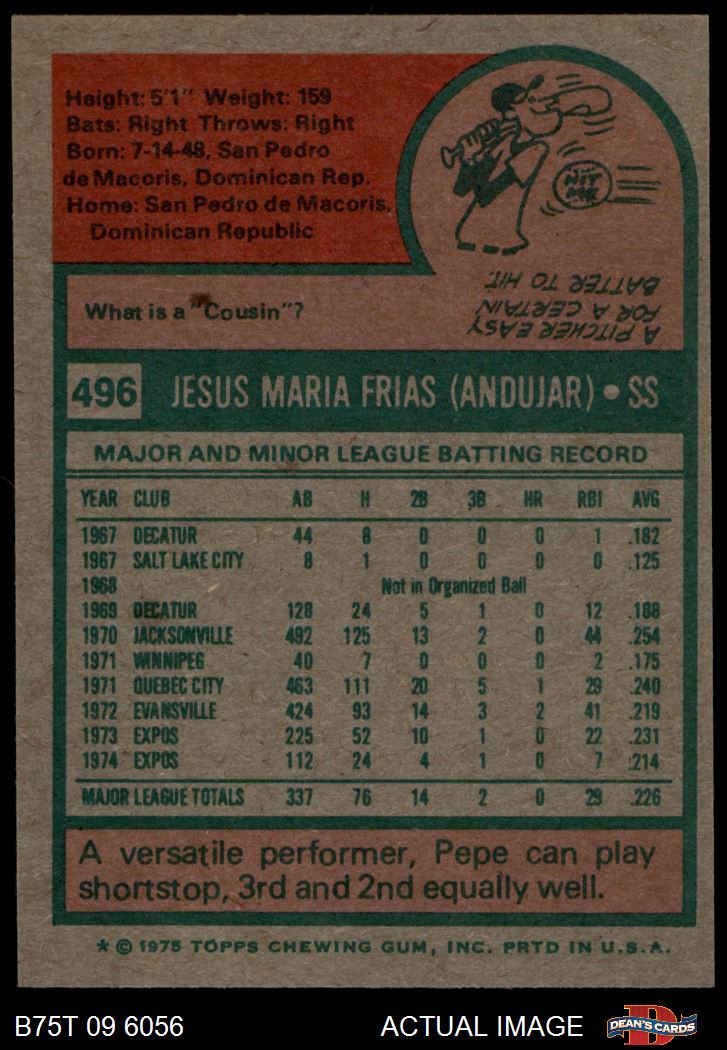 Height: 5'1" Weight: 159
Bats: Right Throws: Right
Born: 7-14-48, San Pedro
de Macoris, Dominican Rep.
Home: San Pedro de Macoris,
Dominican Republic
HIT ME
What is a "Cousin"?
A PITCHER EASY
FOR A CERTAIN
BATTER TO HIT.
496 JESUS MARIA FRIAS (ANDUJAR) • SS
MAJOR AND MINOR LEAGUE BATTING RECORD
YEAR CLUB AB H 2B 3B HR RBI AVG
1967 DECATUR 44 8 0 0 0 1 .182
1967 SALT LAKE CITY 8 1 0 0 0 0 .125
1968 Not in Organized Ball
1969 DECATUR 128 24 5 1 0 12 .188
1970 JACKSONVILLE 492 125 13 2 0 44 .254
1971 WINNIPEG 40 7 0 0 0 2 .175
1971 QUEBEC CITY 463 111 20 5 1 29 .240
1972 EVANSVILLE 424 93 14 3 2 41 .219
1973 EXPOS 225 52 10 1 0 22 .231
1974 EXPOS 112 24 4 1 0 7 .214
MAJOR LEAGUE TOTALS 337 76 14 2 0 29 .226
A versatile performer, Pepe can play
shortstop, 3rd and 2nd equally well.
* © 1975 TOPPS CHEWING GUM, INC. PRTD IN U.S.A.
B75T 09 6056 ACTUAL IMAGE D DEAN'S CARDS